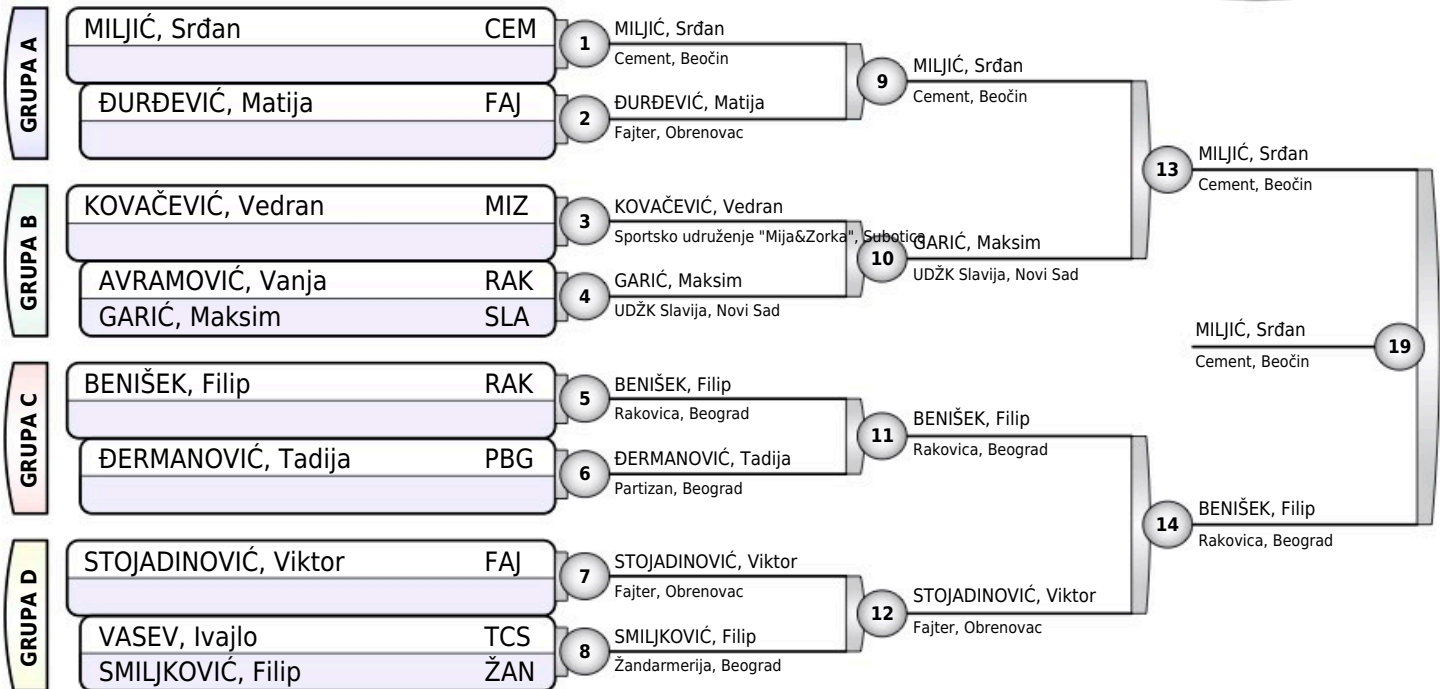 GRUPA A
MILJIĆ, Srđan CEM
ĐURĐEVIĆ, Matija FAJ
GRUPA B
KOVAČEVIĆ, Vedran MIZ
AVRAMOVIĆ, Vanja RAK
GARIĆ, Maksim SLA
GRUPA C
BENIŠEK, Filip RAK
ĐERMANOVIĆ, Tadija PBG
GRUPA D
STOJADINOVIĆ, Viktor FAJ
VASEV, Ivajlo TCS
SMILJKOVIĆ, Filip ŽAN
1
MILJIĆ, Srđan
Cement, Beočin
2
ĐURĐEVIĆ, Matija
Fajter, Obrenovac
3
KOVAČEVIĆ, Vedran
Sportsko udruženje "Mija&Zorka", Subotica
4
GARIĆ, Maksim
UDŽK Slavija, Novi Sad
5
BENIŠEK, Filip
Rakovica, Beograd
6
ĐERMANOVIĆ, Tadija
Partizan, Beograd
7
STOJADINOVIĆ, Viktor
Fajter, Obrenovac
8
SMILJKOVIĆ, Filip
Žandarmerija, Beograd
9
MILJIĆ, Srđan
Cement, Beočin
10
GARIĆ, Maksim
UDŽK Slavija, Novi Sad
11
BENIŠEK, Filip
Rakovica, Beograd
12
STOJADINOVIĆ, Viktor
Fajter, Obrenovac
13
MILJIĆ, Srđan
Cement, Beočin
14
BENIŠEK, Filip
Rakovica, Beograd
MILJIĆ, Srđan
Cement, Beočin
19